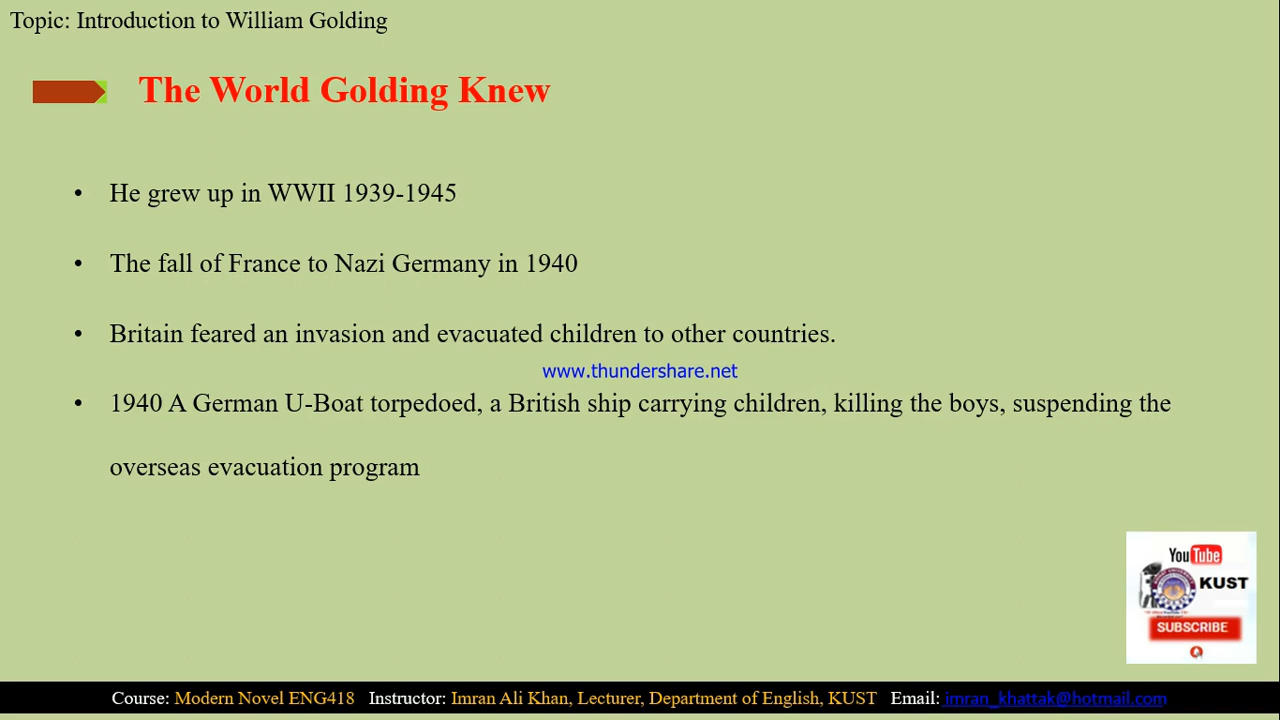 Topic: Introduction to William Golding
The World Golding Knew
• He grew up in WWII 1939-1945
• The fall of France to Nazi Germany in 1940
• Britain feared an invasion and evacuated children to other countries.
www.thundershare.net
• 1940 A German U-Boat torpedoed, a British ship carrying children, killing the boys, suspending the
overseas evacuation program
YouTube
KUST
SUBSCRIBE
Course: Modern Novel ENG418 Instructor: Imran Ali Khan, Lecturer, Department of English, KUST Email: imran_khattak@hotmail.com